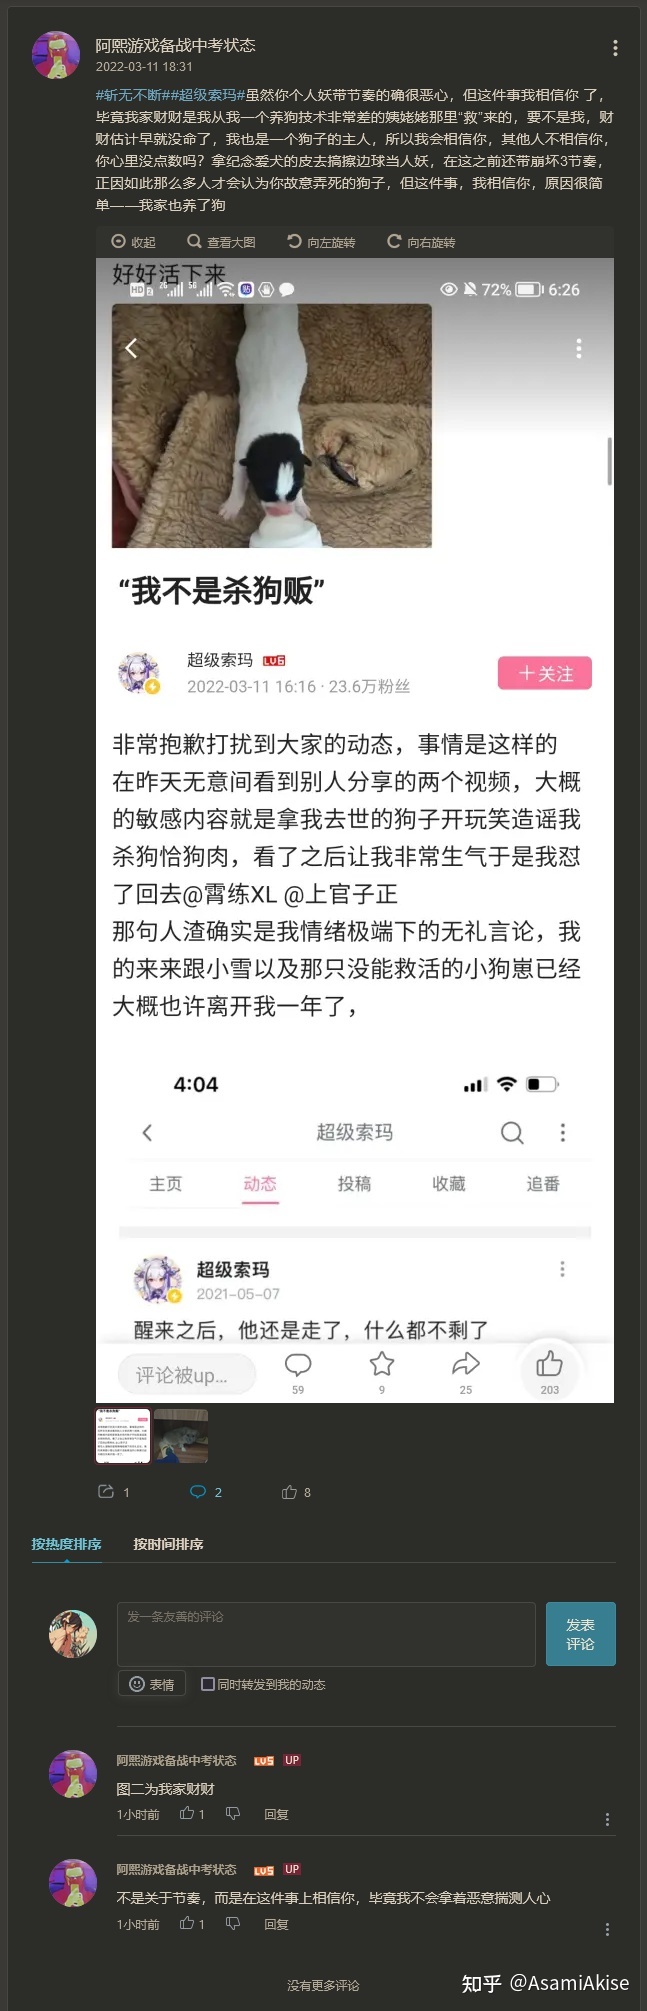 阿熙游戏备战中考状态
2022-03-11 18:31
#斩无不断##超级索玛#虽然你个人妖带节奏的确很恶心，但这件事我相信你 了，
毕竟我家财财是我从我一个养狗技术非常差的姨姥姥那里“救”来的，要不是我，财
财估计早就没命了，我也是一个狗子的主人，所以我会相信你，其他人不相信你，
你心里没点数吗？拿纪念爱犬的皮去搞擦边球当人妖，在这之前还带崩坏3节奏，
正因如此那么多人才会认为你故意弄死的狗子，但这件事，我相信你，原因很简
单——我家也养了狗
收起 查看大图 向左旋转 向右旋转
好好活下来
HD 2 2G 5G 72% 6:26
“我不是杀狗贩”
超级索玛 LV6
2022-03-11 16:16 · 23.6万粉丝
＋关注
非常抱歉打扰到大家的动态，事情是这样的
在昨天无意间看到别人分享的两个视频，大概
的敏感内容就是拿我去世的狗子开玩笑造谣我
杀狗恰狗肉，看了之后让我非常生气于是我怼
了回去@霄练XL @上官子正
那句人渣确实是我情绪极端下的无礼言论，我
的来来跟小雪以及那只没能救活的小狗崽已经
大概也许离开我一年了，
4:04
超级索玛
主页 动态 投稿 收藏 追番
超级索玛
2021-05-07
醒来之后，他还是走了，什么都不剩了
评论被up... 59 9 25 203
1 2 8
按热度排序 按时间排序
发一条友善的评论
发表
评论
表情 同时转发到我的动态
阿熙游戏备战中考状态 LV5 UP
图二为我家财财
1小时前 1 回复
阿熙游戏备战中考状态 LV5 UP
不是关于节奏，而是在这件事上相信你，毕竟我不会拿着恶意揣测人心
1小时前 1 回复
没有更多评论
知乎 @AsamiAkise